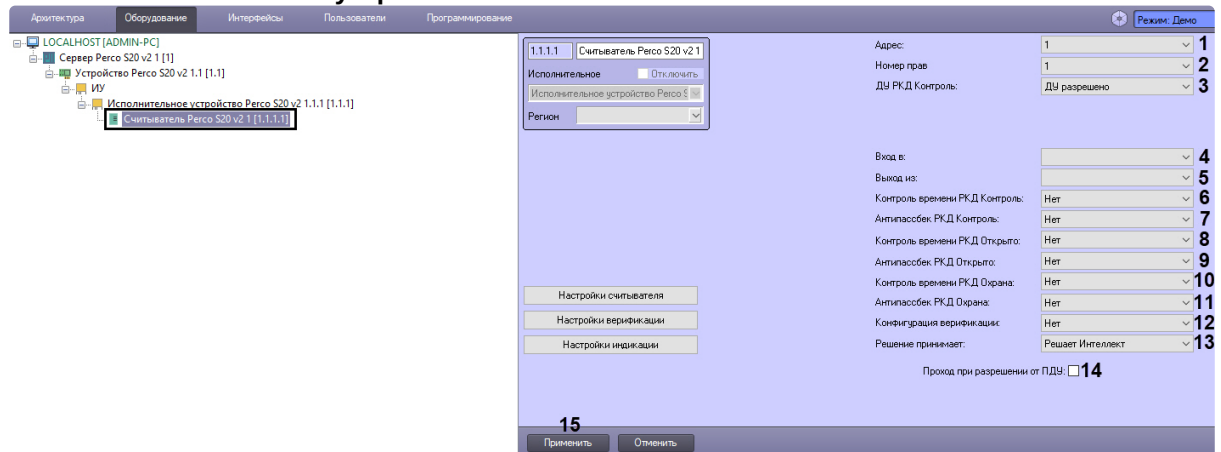 Архитектура Оборудование Интерфейсы Пользователи Программирование Режим: Демо
LOCALHOST [ADMIN-PC]
Сервер Perco S20 v2 1 [1]
Устройство Perco S20 v2 1.1 [1.1]
ИУ
Исполнительное устройство Perco S20 v2 1.1.1 [1.1.1]
Считыватель Perco S20 v2 1 [1.1.1.1]
1.1.1.1 Считыватель Perco S20 v2 1
Исполнительное Отключить
Исполнительное устройство Perco S
Регион
Настройки считывателя
Настройки верификации
Настройки индикации
Адрес: 1 1
Номер прав 1 2
ДУ РКД Контроль: ДУ разрешено 3
Вход в: 4
Выход из: 5
Контроль времени РКД Контроль: Нет 6
Антипассбек РКД Контроль: Нет 7
Контроль времени РКД Открыто: Нет 8
Антипассбек РКД Открыто: Нет 9
Контроль времени РКД Охрана: Нет 10
Антипассбек РКД Охрана: Нет 11
Конфигурация верификации: Нет 12
Решение принимает: Решает Интеллект 13
Проход при разрешении от ПДУ: 14
15
Применить Отменить